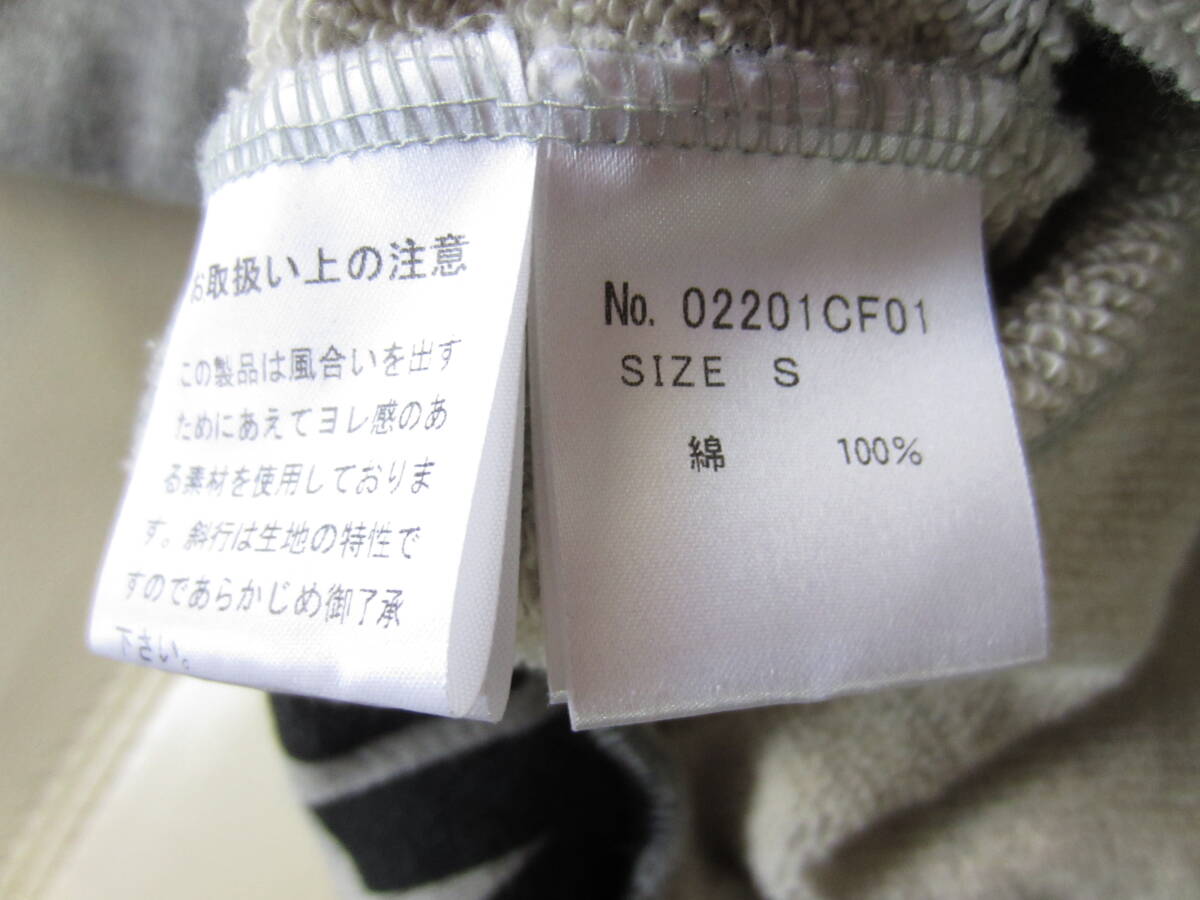 お取扱い上の注意
この製品は風合いを出す
ためにあえてヨレ感のあ
る素材を使用しておりま
す。斜行は生地の特性で
すのであらかじめ御了承
下さい。
No. 02201CF01
SIZE S
綿 100%